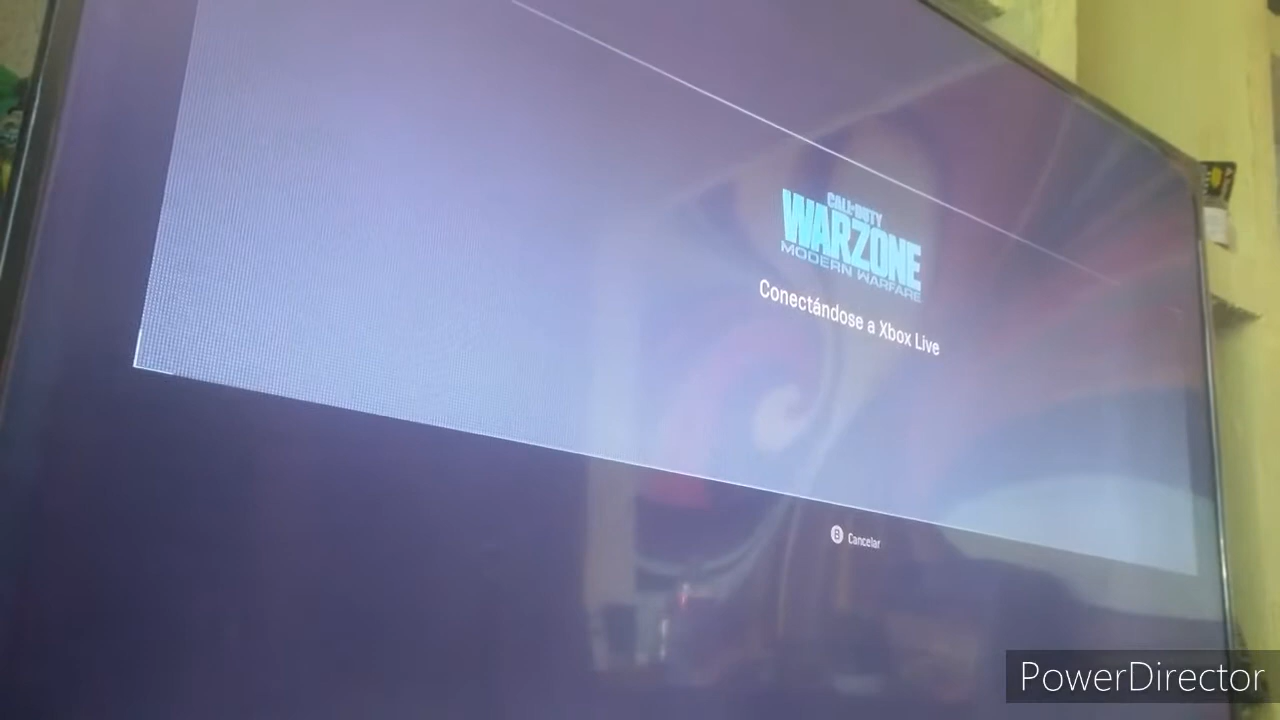 CALL OF DUTY
WARZONE
MODERN WARFARE
Conectándose a Xbox Live
B Cancelar
PowerDirector